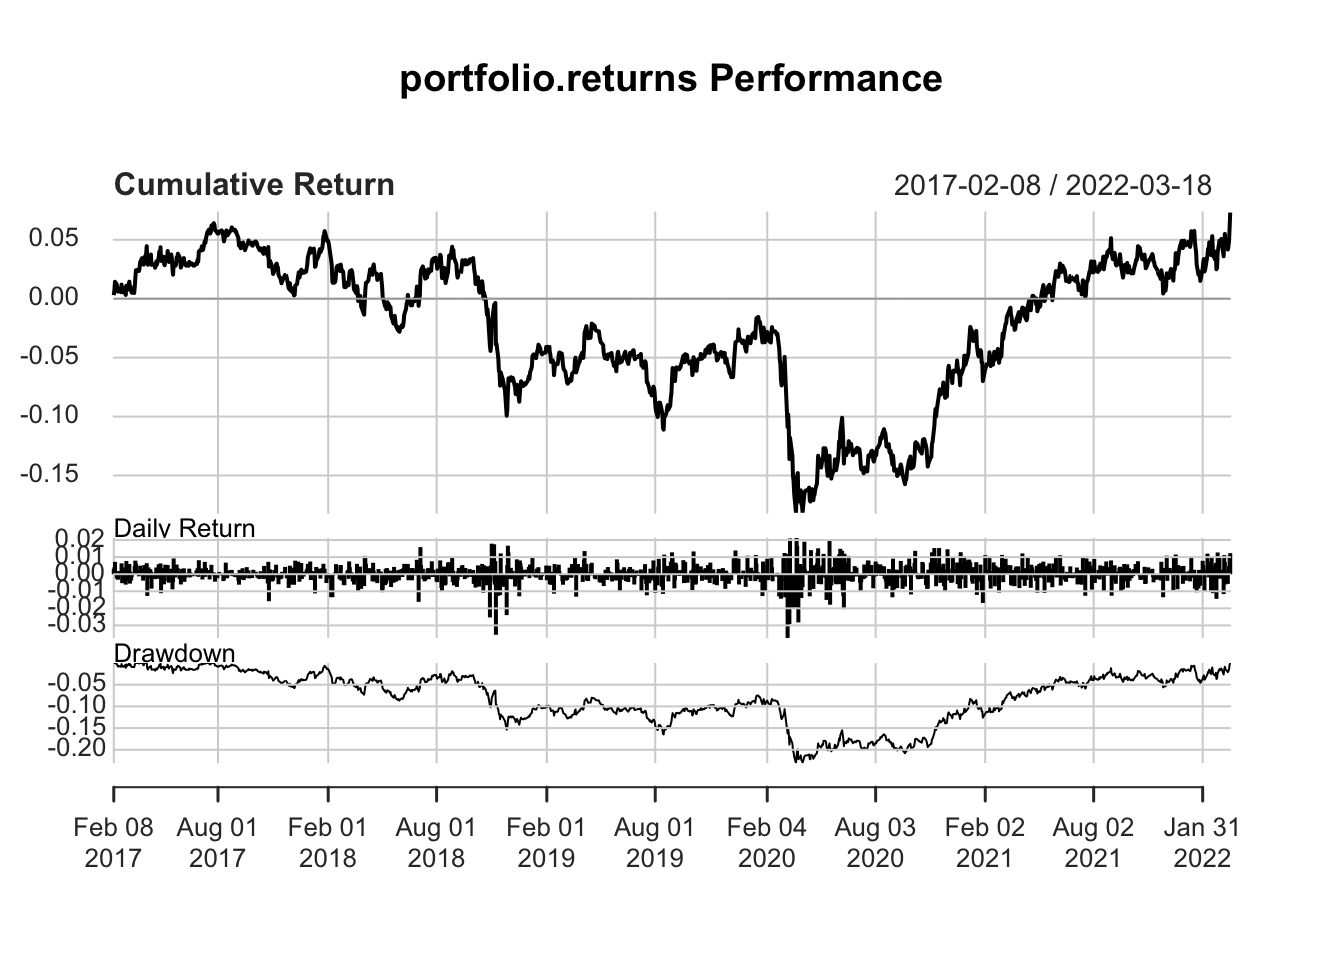 portfolio.returns Performance
Cumulative Return 2017-02-08 / 2022-03-18
0.05
0.00
-0.05
-0.10
-0.15
Daily Return
0.02
0.01
0.00
-0.01
-0.02
-0.03
Drawdown
-0.05
-0.10
-0.15
-0.20
Feb 08 Aug 01 Feb 01 Aug 01 Feb 01 Aug 01 Feb 04 Aug 03 Feb 02 Aug 02 Jan 31
2017 2017 2018 2018 2019 2019 2020 2020 2021 2021 2022